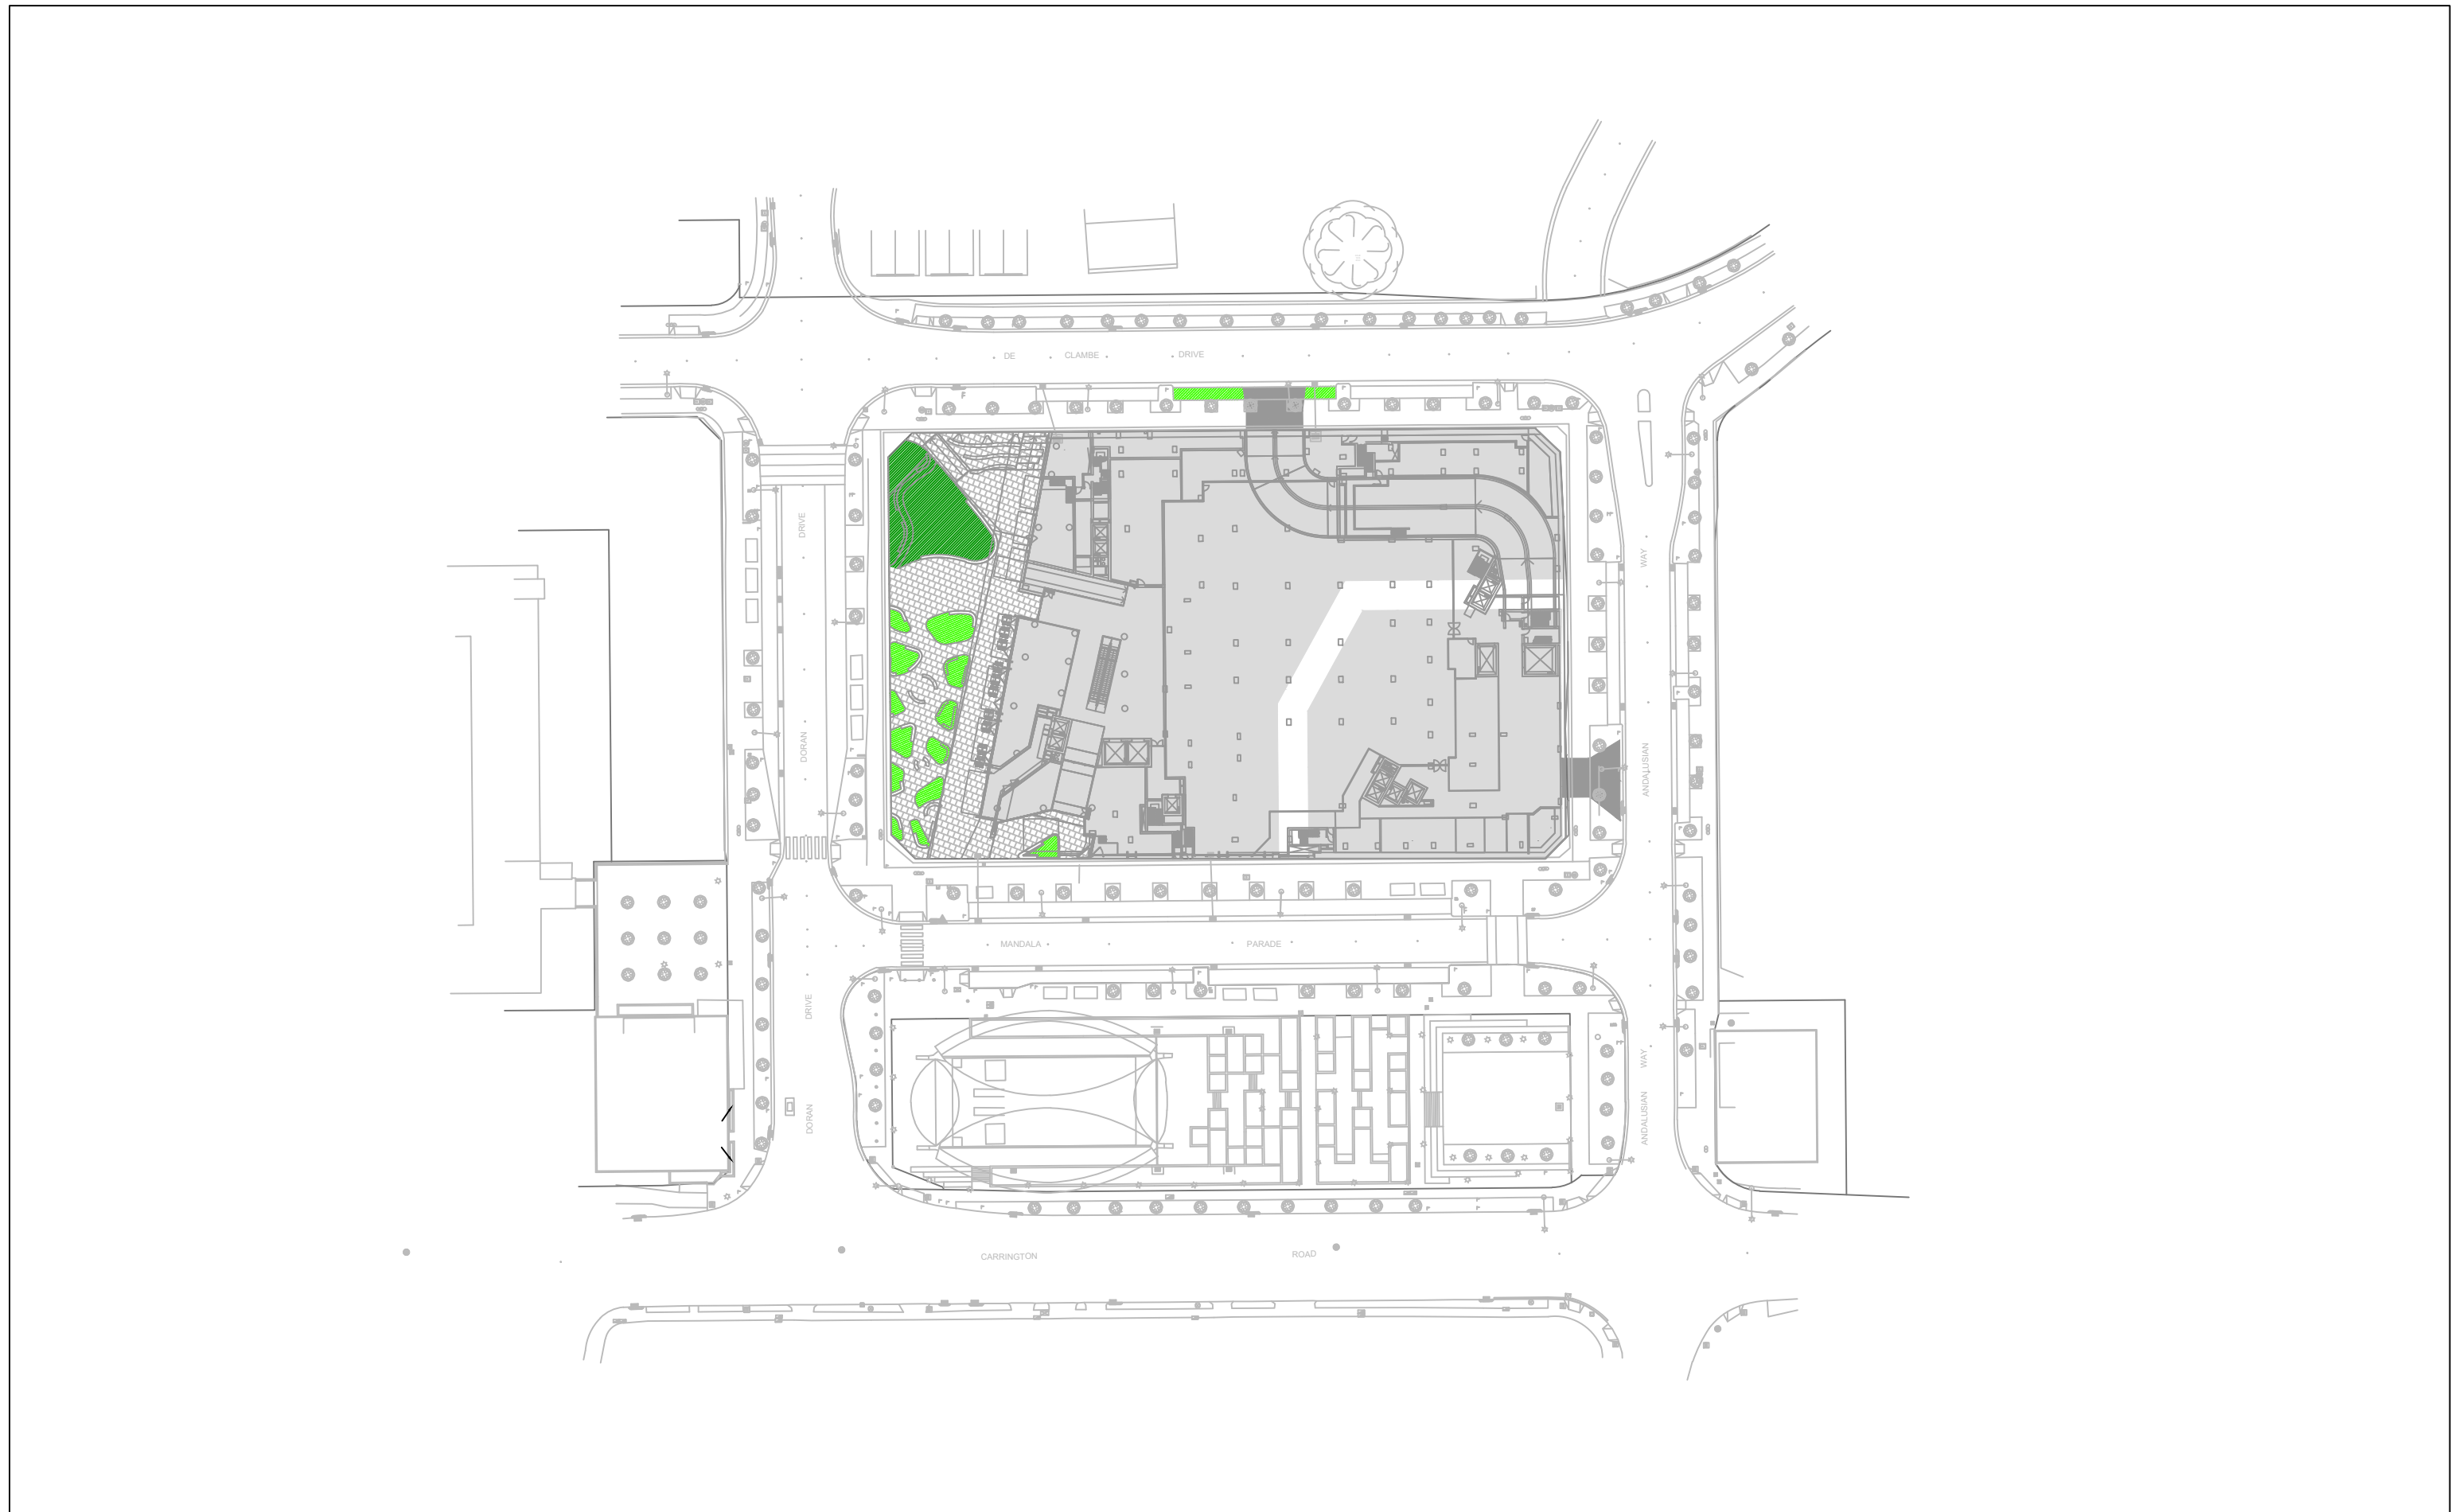 DE CLAMBE DRIVE
DRIVE
DORAN
WAY
ANDALUSIAN
MANDALA PARADE
DRIVE
DORAN
WAY
ANDALUSIAN
CARRINGTON ROAD